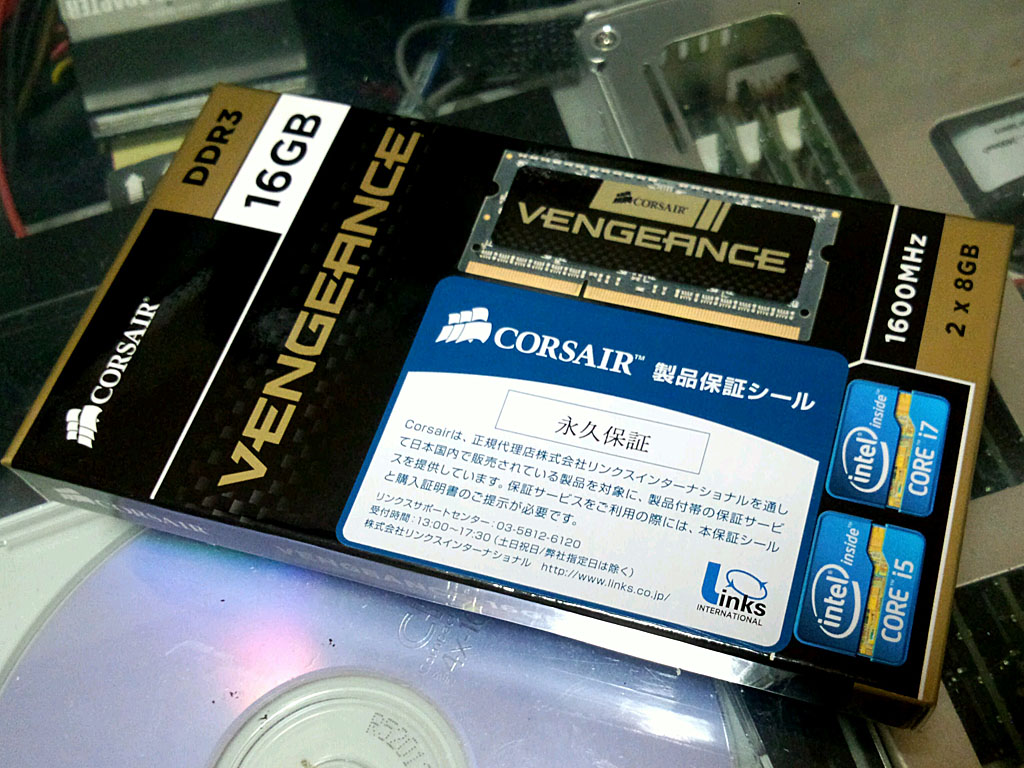 ADAPTER
DDR3
16GB
CORSAIR
VENGEANCE
CORSAIR
VENGEANCE
1600MHz
2 x 8GB
CORSAIR™ 製品保証シール
永久保証
Corsairは、正規代理店株式会社リンクスインターナショナルを通し
て日本国内で販売されている製品を対象に、製品付帯の保証サービ
スを提供しています。保証サービスをご利用の際には、本保証シール
と購入証明書のご提示が必要です。
リンクスサポートセンター：03-5812-6120
受付時間：13:00～17:30（土日祝日/弊社指定日は除く）
株式会社リンクスインターナショナル http://www.links.co.jp/
Links
INTERNATIONAL
intel inside™
CORE™ i7
intel inside™
CORE™ i5
CORSAIR
VENGEANCE